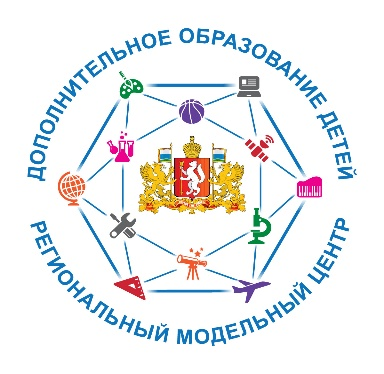 ДОПОЛНИТЕЛЬНОЕ ОБРАЗОВАНИЕ ДЕТЕЙ
РЕГИОНАЛЬНЫЙ МОДЕЛЬНЫЙ ЦЕНТР